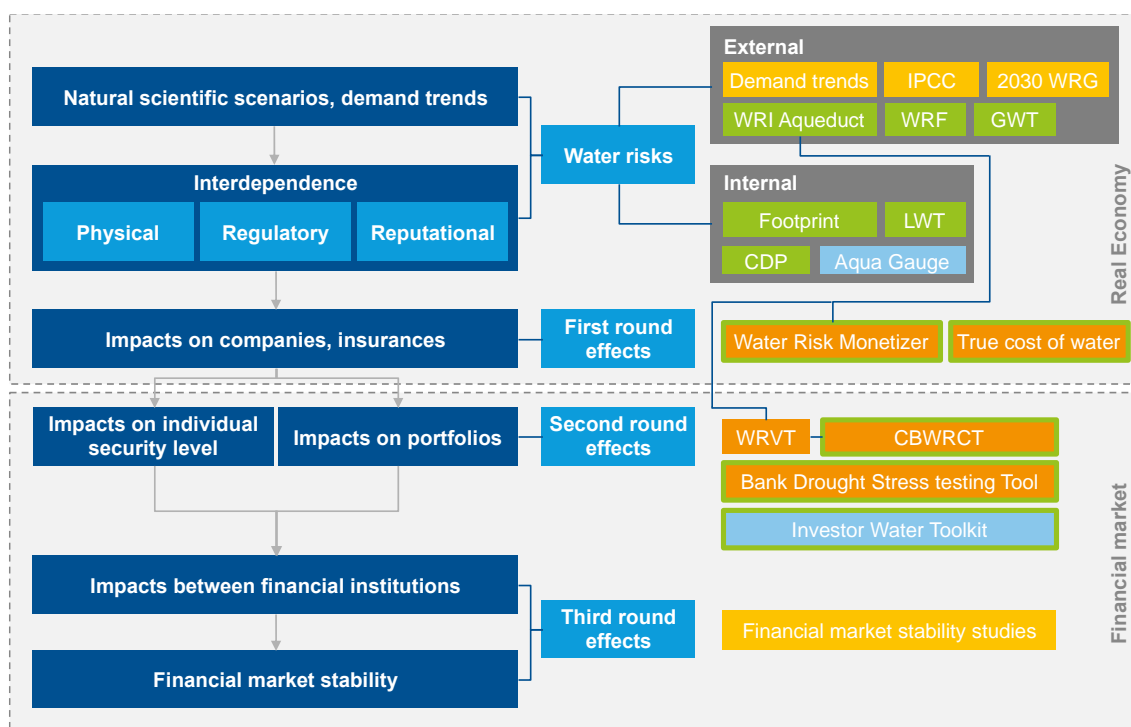 External
Natural scientific scenarios, demand trends
Demand trends
IPCC
2030 WRG
WRI Aqueduct
WRF
GWT
Water risks
Interdependence
Physical
Regulatory
Reputational
Internal
Footprint
LWT
CDP
Aqua Gauge
Real Economy
Impacts on companies, insurances
First round
effects
Water Risk Monetizer
True cost of water
Impacts on individual
security level
Impacts on portfolios
Second round
effects
WRVT
CBWRCT
Bank Drought Stress testing Tool
Investor Water Toolkit
Financial market
Impacts between financial institutions
Third round
effects
Financial market stability studies
Financial market stability